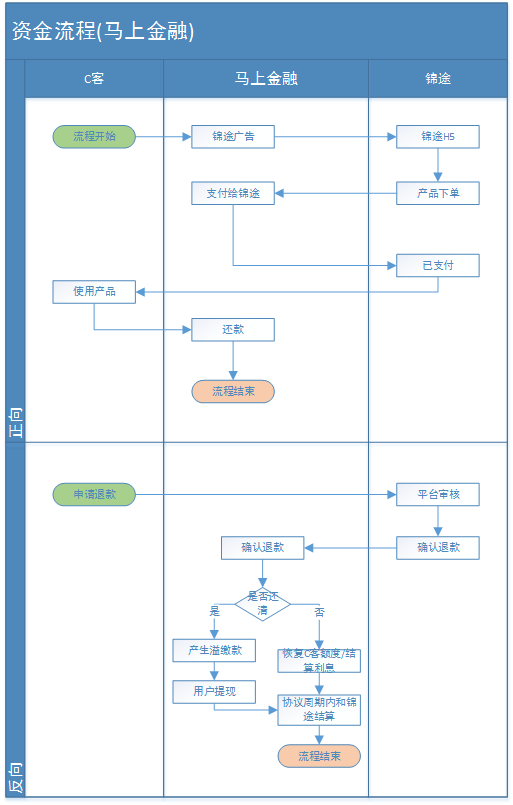 资金流程(马上金融)
C客
马上金融
锦途
流程开始
锦途广告
锦途H5
支付给锦途
产品下单
已支付
使用产品
还款
流程结束
正向
申请退款
平台审核
确认退款
确认退款
是否还
清
是
否
产生溢缴款
恢复C客额度/结
算利息
用户提现
协议周期内和锦
途结算
流程结束
反向